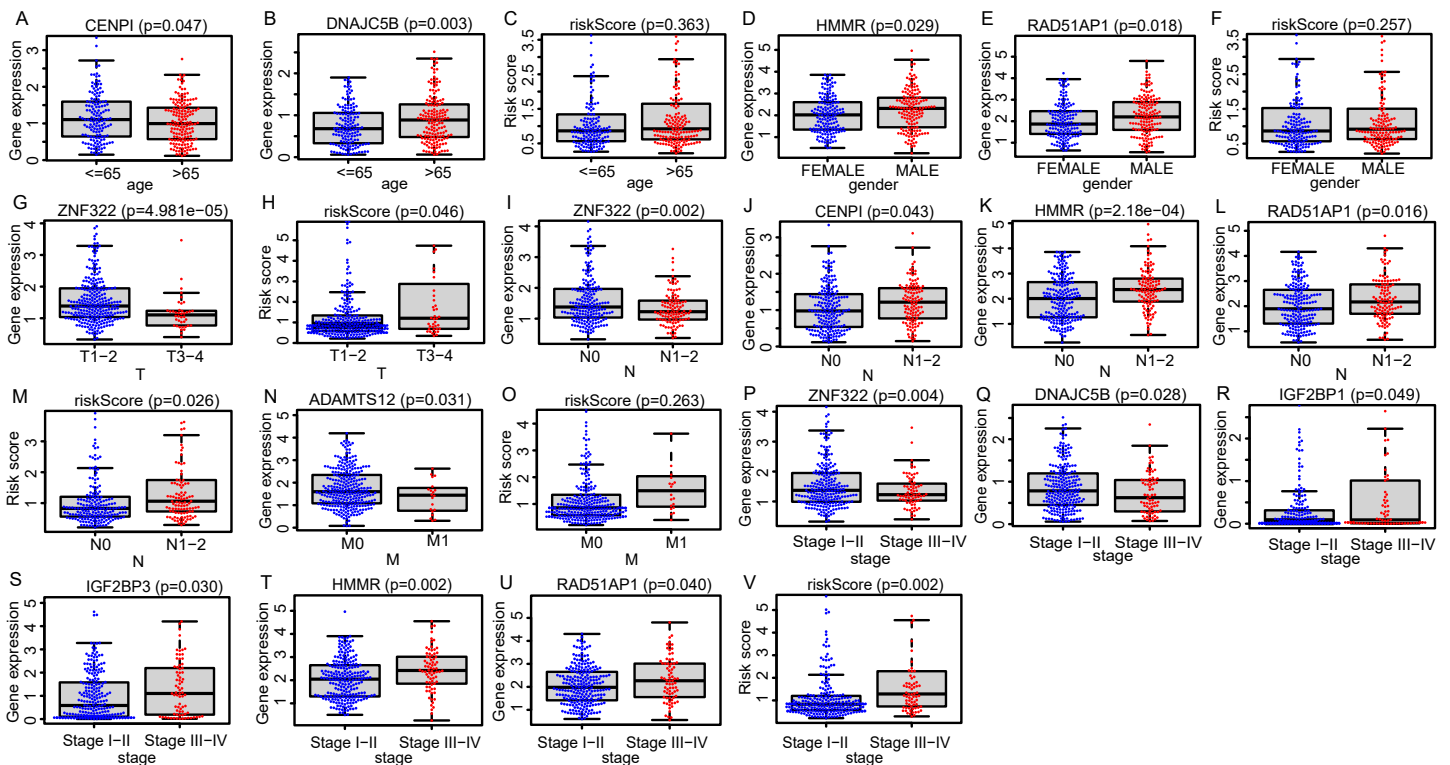 A
CENPI (p=0.047)
Gene expression
0
1
2
3
<=65
>65
age
B
DNAJC5B (p=0.003)
Gene expression
0
1
2
<=65
>65
age
C
riskScore (p=0.363)
Risk score
0.5
1.5
2.5
3.5
<=65
>65
age
D
HMMR (p=0.029)
Gene expression
1
2
3
4
5
FEMALE
MALE
gender
E
RAD51AP1 (p=0.018)
Gene expression
1
2
3
4
5
FEMALE
MALE
gender
F
riskScore (p=0.257)
Risk score
0.5
1.5
2.5
3.5
FEMALE
MALE
gender
G
ZNF322 (p=4.981e−05)
Gene expression
1
2
3
4
T1−2
T3−4
T
H
riskScore (p=0.046)
Risk score
0
1
2
3
4
5
T1−2
T3−4
T
I
ZNF322 (p=0.002)
Gene expression
1
2
3
4
N0
N1−2
N
J
CENPI (p=0.043)
Gene expression
0
1
2
3
N0
N1−2
N
K
HMMR (p=2.18e−04)
Gene expression
1
2
3
4
5
N0
N1−2
N
L
RAD51AP1 (p=0.016)
Gene expression
1
2
3
4
5
N0
N1−2
N
M
riskScore (p=0.026)
Risk score
1
2
3
N0
N1−2
N
N
ADAMTS12 (p=0.031)
Gene expression
0
1
2
3
4
5
M0
M1
M
O
riskScore (p=0.263)
Risk score
1
2
3
4
M0
M1
M
P
ZNF322 (p=0.004)
Gene expression
1
2
3
4
Stage I−II
Stage III−IV
stage
Q
DNAJC5B (p=0.028)
Gene expression
0
1
2
Stage I−II
Stage III−IV
stage
R
IGF2BP1 (p=0.049)
Gene expression
0
1
2
Stage I−II
Stage III−IV
stage
S
IGF2BP3 (p=0.030)
Gene expression
0
1
2
3
4
5
Stage I−II
Stage III−IV
stage
T
HMMR (p=0.002)
Gene expression
1
2
3
4
5
Stage I−II
Stage III−IV
stage
U
RAD51AP1 (p=0.040)
Gene expression
1
2
3
4
5
Stage I−II
Stage III−IV
stage
V
riskScore (p=0.002)
Risk score
1
2
3
4
5
Stage I−II
Stage III−IV
stage